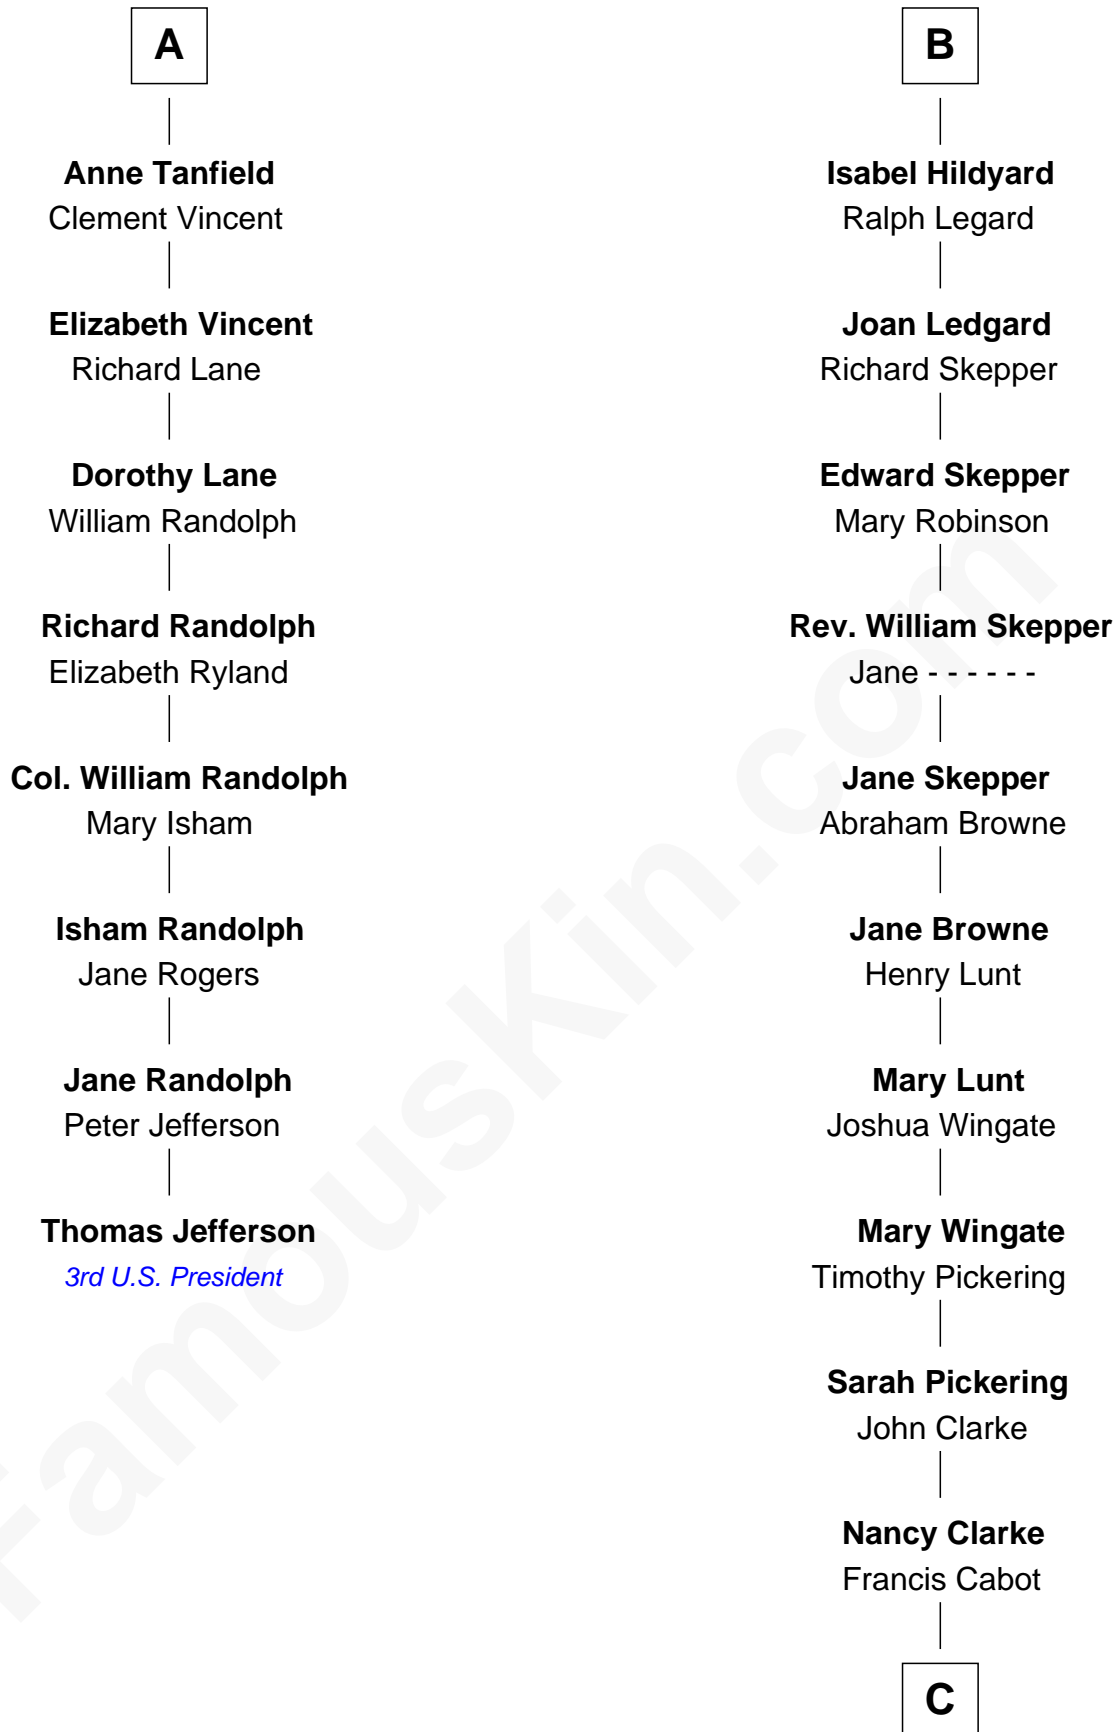 A
Anne Tanfield
Clement Vincent
Elizabeth Vincent
Richard Lane
Dorothy Lane
William Randolph
Richard Randolph
Elizabeth Ryland
Col. William Randolph
Mary Isham
Isham Randolph
Jane Rogers
Jane Randolph
Peter Jefferson
Thomas Jefferson
3rd U.S. President
B
Isabel Hildyard
Ralph Legard
Joan Ledgard
Richard Skepper
Edward Skepper
Mary Robinson
Rev. William Skepper
Jane - - - - - -
Jane Skepper
Abraham Browne
Jane Browne
Henry Lunt
Mary Lunt
Joshua Wingate
Mary Wingate
Timothy Pickering
Sarah Pickering
John Clarke
Nancy Clarke
Francis Cabot
C
FamousKin.com